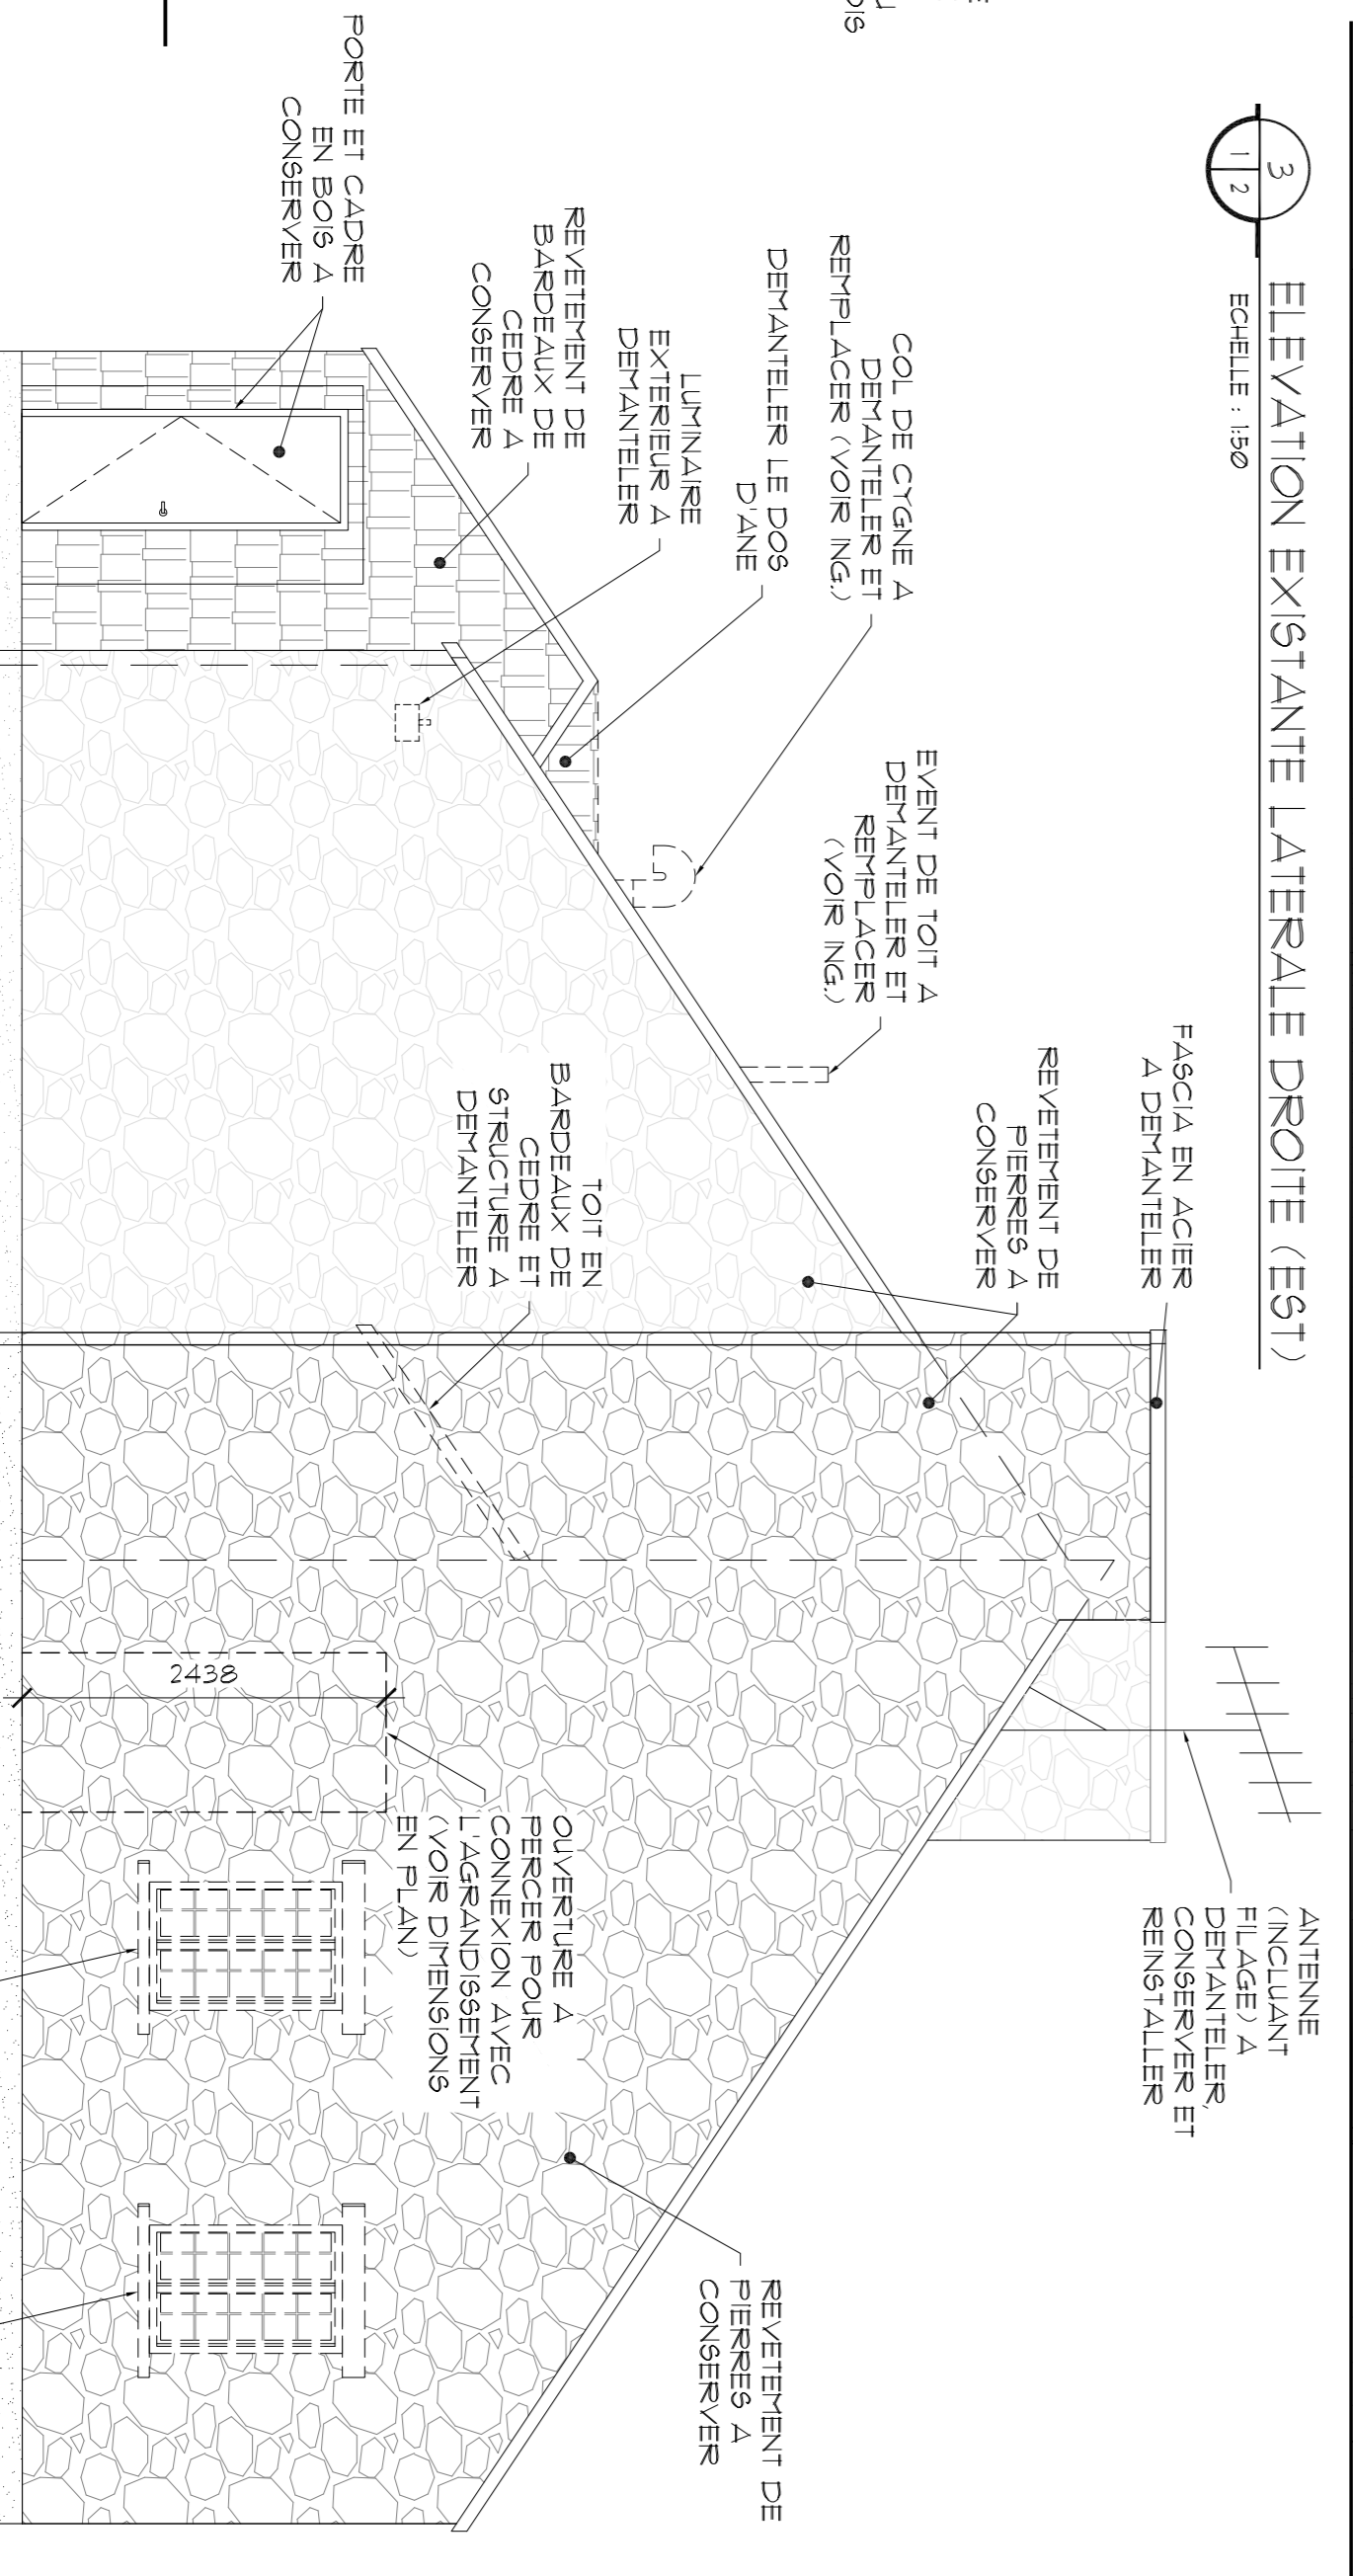 3
1 2
ELEVATION EXISTANTE LATERALE DROITE (EST)
ECHELLE : 1:50
PORTE ET CADRE
EN BOIS A
CONSERVER
REVETEMENT DE
BARDEAUX DE
CEDRE A
CONSERVER
LUMINAIRE
EXTERIEUR A
DEMANTELER
DEMANTELER LE DOS
D'ANE
COL DE CYGNE A
DEMANTELER ET
REMPLACER (VOIR ING.)
EVENT DE TOIT A
DEMANTELER ET
REMPLACER
(VOIR ING.)
TOIT EN
BARDEAUX DE
CEDRE ET
STRUCTURE A
DEMANTELER
REVETEMENT DE
PIERRES A
CONSERVER
FASCIA EN ACIER
A DEMANTELER
ANTENNE
(INCLUANT
FILAGE) A
DEMANTELER,
CONSERVER ET
REINSTALLER
2438
OUVERTURE A
PERCER POUR
CONNEXION AVEC
L'AGRANDISSEMENT
(VOIR DIMENSIONS
EN PLAN)
REVETEMENT DE
PIERRES A
CONSERVER